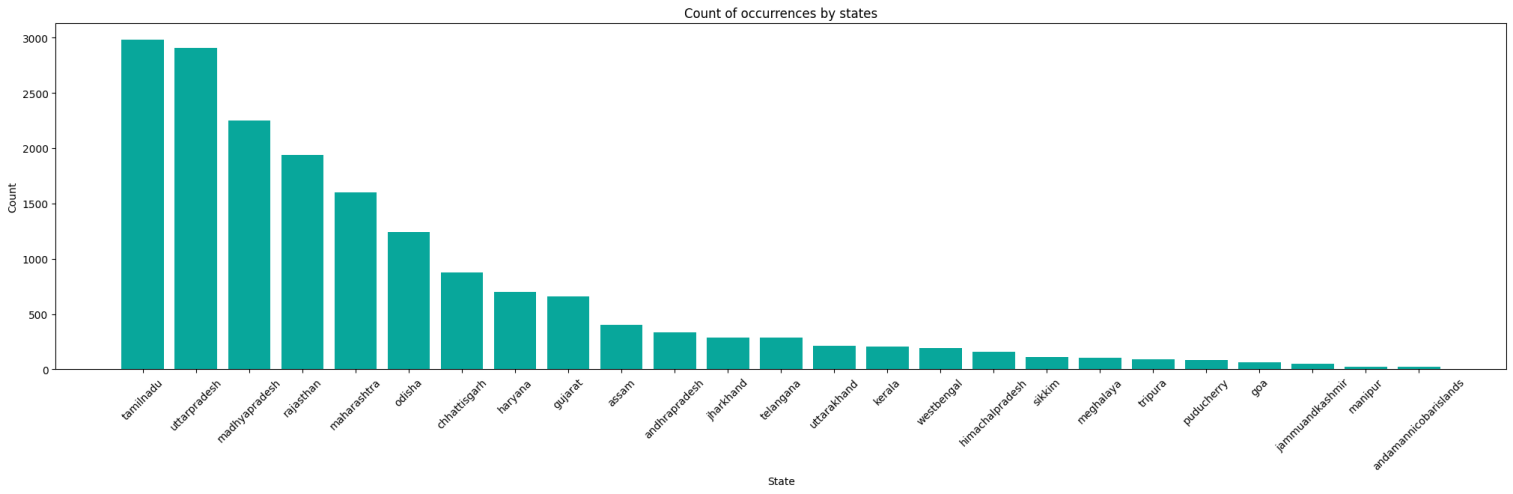 Count of occurrences by states
3000
2500
2000
1500
1000
500
0
Count
tamilnadu
uttarpradesh
madhyapradesh
rajasthan
maharashtra
odisha
chhattisgarh
haryana
gujarat
assam
andhrapradesh
jharkhand
telangana
uttarakhand
kerala
westbengal
himachalpradesh
sikkim
meghalaya
tripura
puducherry
goa
jammuandkashmir
manipur
andamannicobarislands
State